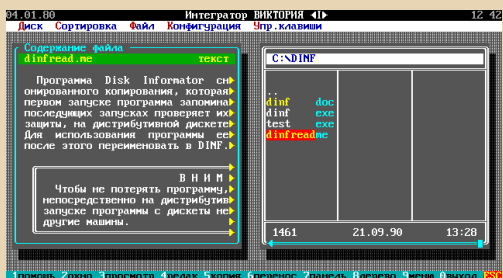 04.01.80 Интегратор ВИКТОРИЯ ◄I► 12 42
Диск Сортировка Файл Конфигурация Упр.клавиши
Содержание файла
dinfread.me текст
Программа Disk Informator сн
онированного копирования, которая
первом запуске программа запомина
последующих запусках проверяет их
защиты, на дистрибутивной дискете
Для использования программы ее
после этого переименовать в DINF.
В Н И М
Чтобы не потерять программу,
непосредственно на дистрибутив
запуске программы с дискеты не
другие машины.
C:\DINF
..
dinf doc
dinf exe
test exe
dinfread me
1461 21.09.90 13:28
1помощь 2окно 3просмотр 4редак 5копия 6перенос 7панель 8дерево 9меню 0выход ESC